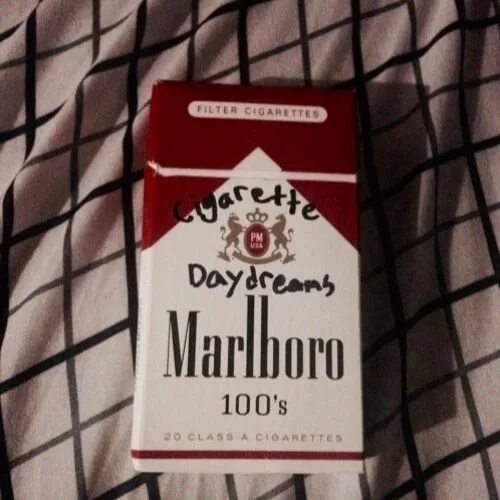 FILTER CIGARETTES
Cigarette
PM
USA
Daydreams
Marlboro
100's
20 CLASS A CIGARETTES